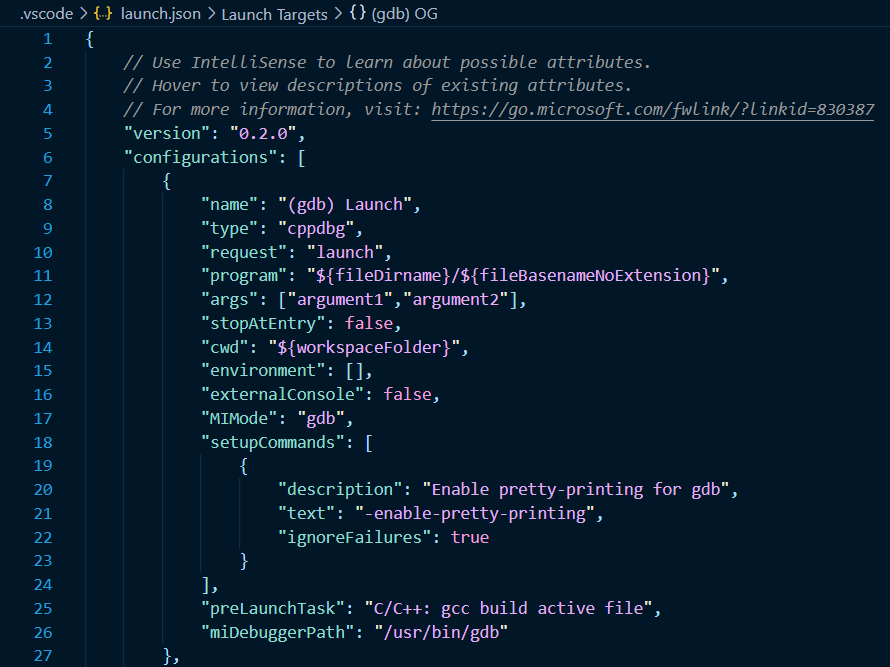 .vscode > {..} launch.json > Launch Targets > {} (gdb) OG
1 {
2 // Use IntelliSense to learn about possible attributes.
3 // Hover to view descriptions of existing attributes.
4 // For more information, visit: https://go.microsoft.com/fwlink/?linkid=830387
5 "version": "0.2.0",
6 "configurations": [
7 {
8 "name": "(gdb) Launch",
9 "type": "cppdbg",
10 "request": "launch",
11 "program": "${fileDirname}/${fileBasenameNoExtension}",
12 "args": ["argument1","argument2"],
13 "stopAtEntry": false,
14 "cwd": "${workspaceFolder}",
15 "environment": [],
16 "externalConsole": false,
17 "MIMode": "gdb",
18 "setupCommands": [
19 {
20 "description": "Enable pretty-printing for gdb",
21 "text": "-enable-pretty-printing",
22 "ignoreFailures": true
23 }
24 ],
25 "preLaunchTask": "C/C++: gcc build active file",
26 "miDebuggerPath": "/usr/bin/gdb"
27 },